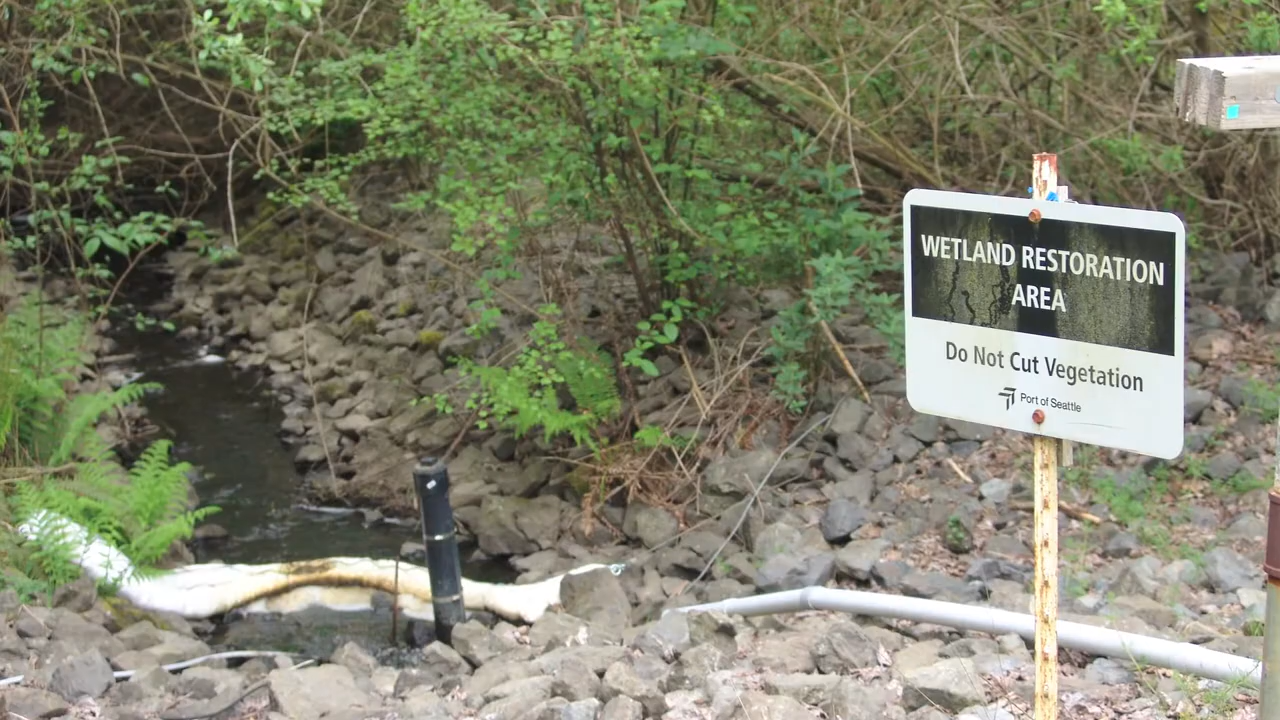 WETLAND RESTORATION
AREA
Do Not Cut Vegetation
Port of Seattle